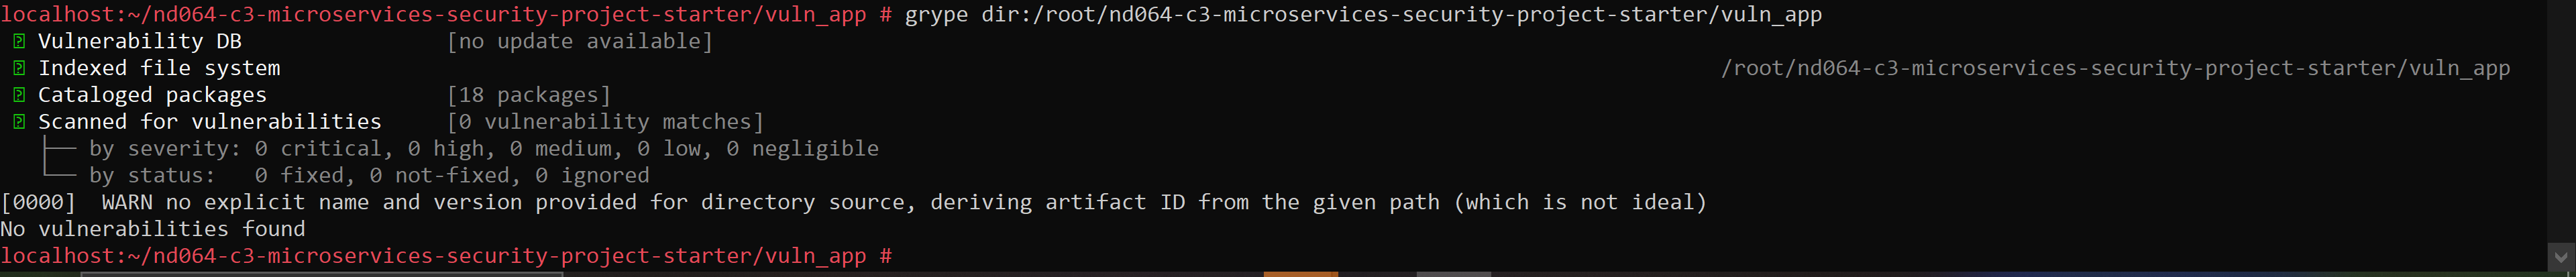 localhost:~/nd064-c3-microservices-security-project-starter/vuln_app # grype dir:/root/nd064-c3-microservices-security-project-starter/vuln_app
Vulnerability DB [no update available]
Indexed file system /root/nd064-c3-microservices-security-project-starter/vuln_app
Cataloged packages [18 packages]
Scanned for vulnerabilities [0 vulnerability matches]
├── by severity: 0 critical, 0 high, 0 medium, 0 low, 0 negligible
└── by status: 0 fixed, 0 not-fixed, 0 ignored
[0000] WARN no explicit name and version provided for directory source, deriving artifact ID from the given path (which is not ideal)
No vulnerabilities found
localhost:~/nd064-c3-microservices-security-project-starter/vuln_app #